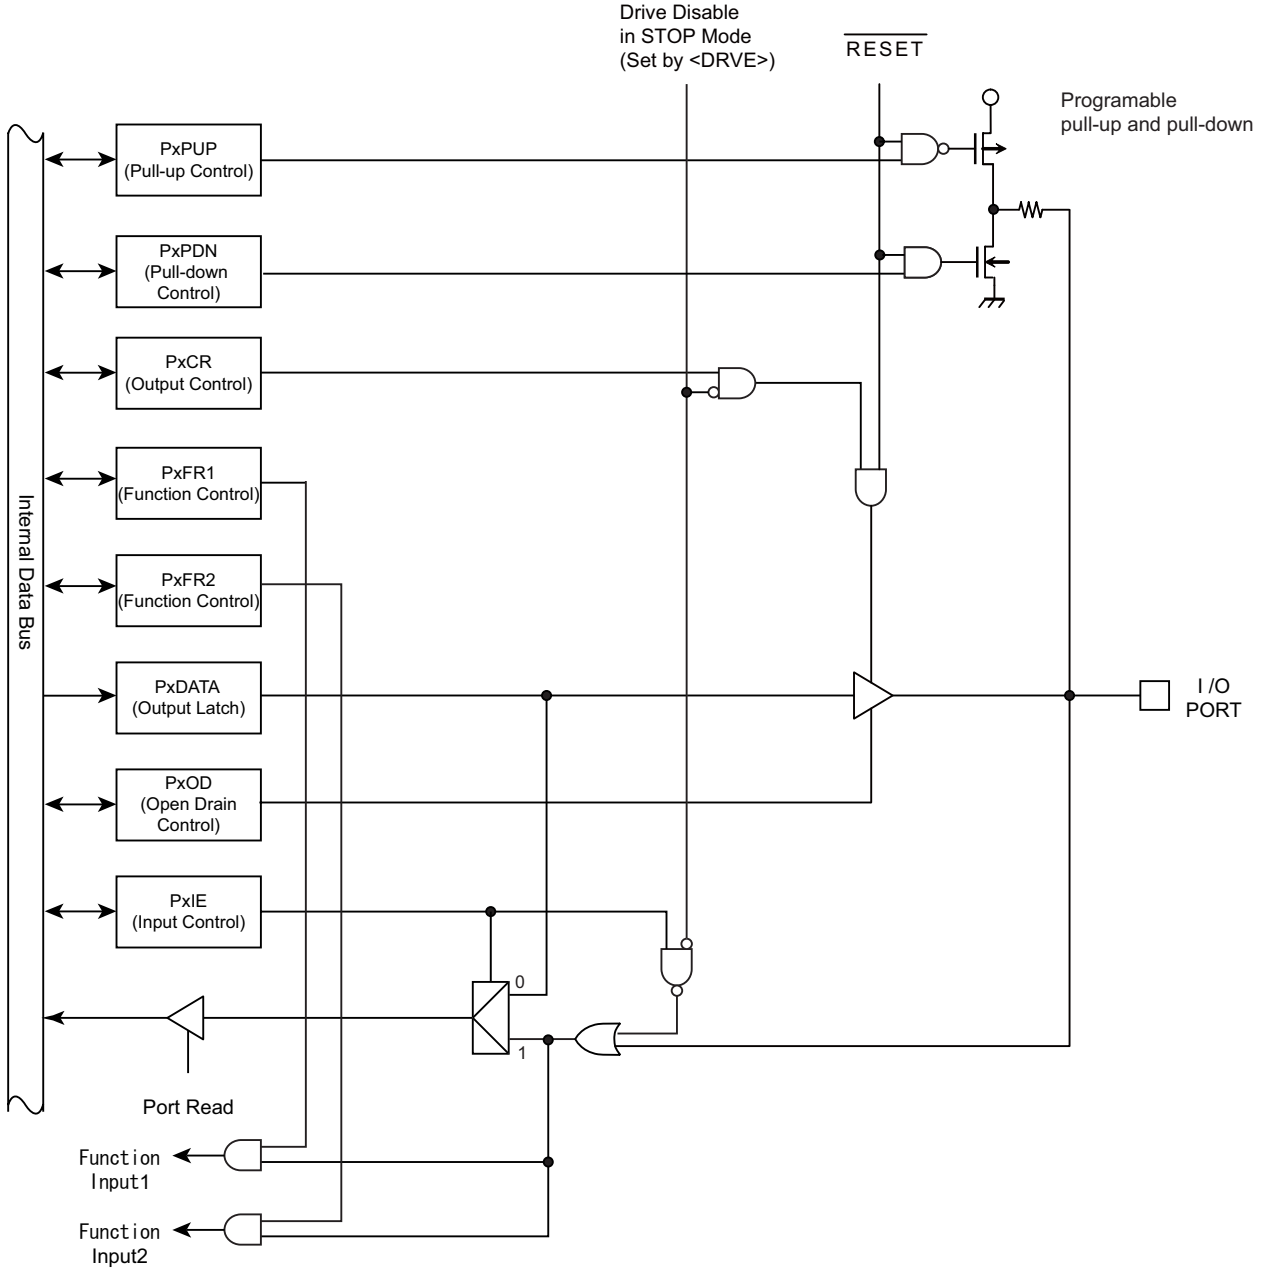 Drive Disable
in STOP Mode
(Set by <DRVE>)
RESET
Programable
pull-up and pull-down
PxPUP
(Pull-up Control)
PxPDN
(Pull-down
Control)
PxCR
(Output Control)
PxFR1
(Function Control)
Internal Data Bus
PxFR2
(Function Control)
PxDATA
(Output Latch)
I /O
PORT
PxOD
(Open Drain
Control)
PxIE
(Input Control)
0
1
Port Read
Function
Input1
Function
Input2